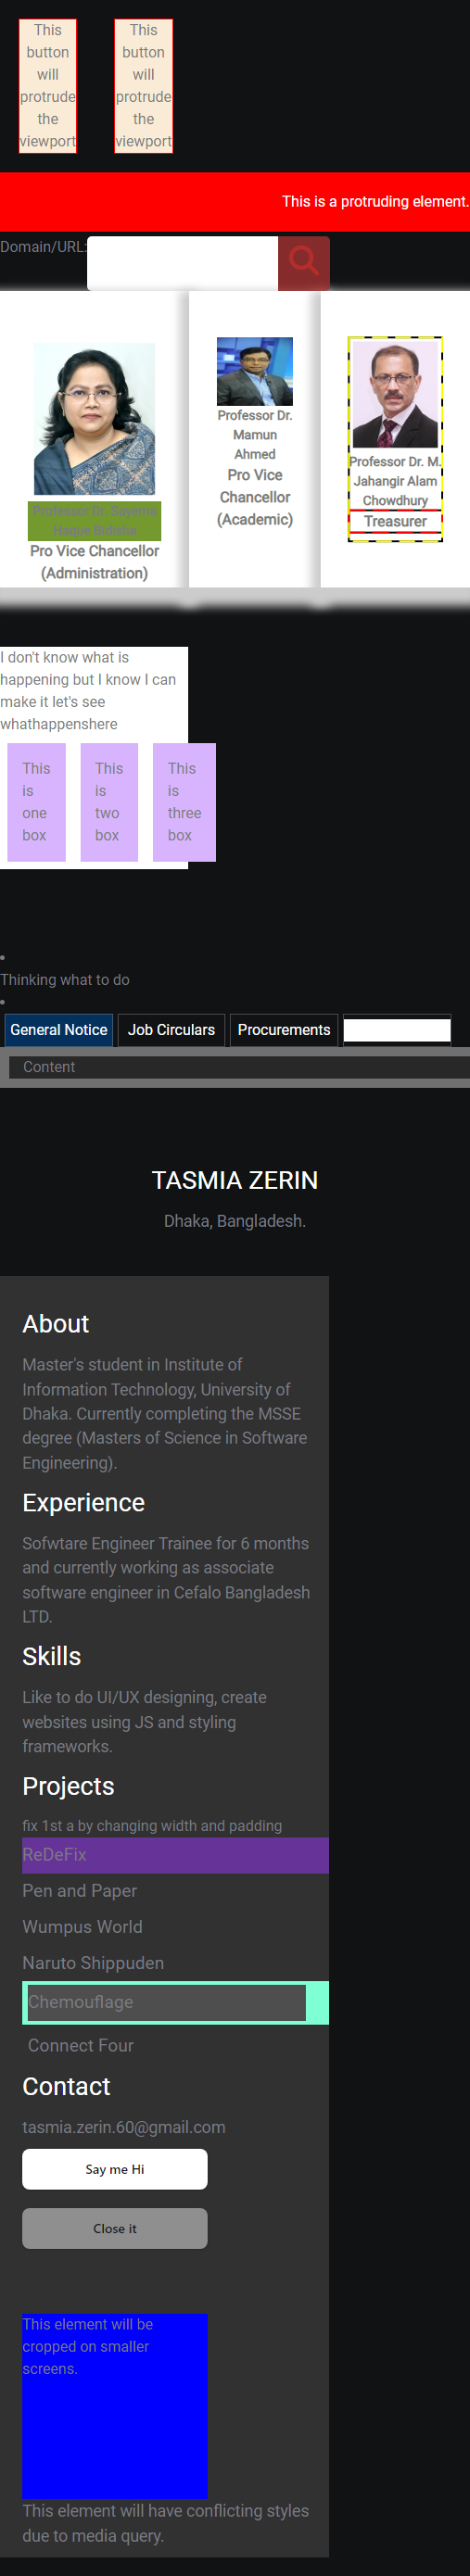 This
button
will
protrude
the
viewport
This
button
will
protrude
the
viewport
This is a protruding element.
Domain/URL:
Professor Dr. Sayema
Haque Bidisha
Pro Vice Chancellor
(Administration)
Professor Dr.
Mamun
Ahmed
Pro Vice
Chancellor
(Academic)
Professor Dr. M.
Jahangir Alam
Chowdhury
Treasurer
I don't know what is
happening but I know I can
make it let's see
whathappenshere
This
is
one
box
This
is
two
box
This
is
three
box
Thinking what to do
General Notice
Job Circulars
Procurements
Content
TASMIA ZERIN
Dhaka, Bangladesh.
About
Master's student in Institute of
Information Technology, University of
Dhaka. Currently completing the MSSE
degree (Masters of Science in Software
Engineering).
Experience
Sofwtare Engineer Trainee for 6 months
and currently working as associate
software engineer in Cefalo Bangladesh
LTD.
Skills
Like to do UI/UX designing, create
websites using JS and styling
frameworks.
Projects
fix 1st a by changing width and padding
ReDeFix
Pen and Paper
Wumpus World
Naruto Shippuden
Chemouflage
Connect Four
Contact
tasmia.zerin.60@gmail.com
Say me Hi
Close it
This element will be
cropped on smaller
screens.
This element will have conflicting styles
due to media query.